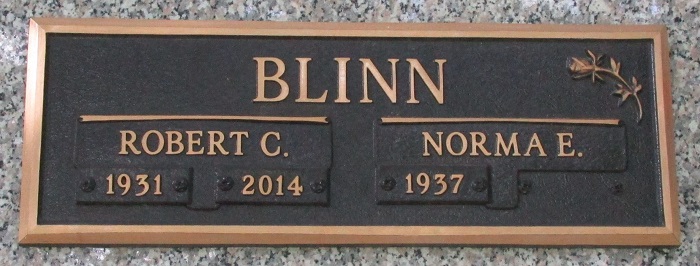 BLINN
ROBERT C. NORMA E.
1931 2014 1937